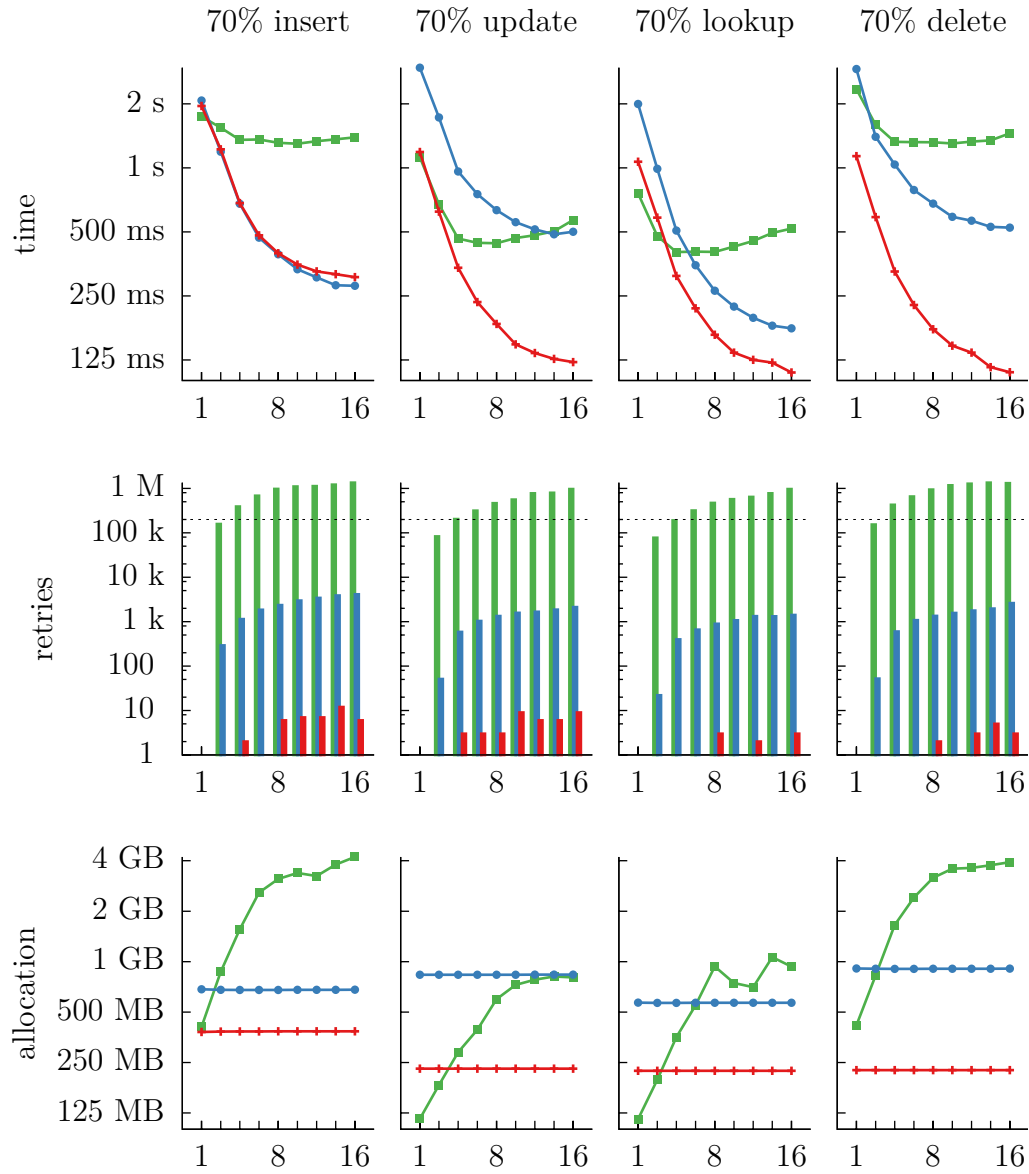 70% insert 70% update 70% lookup 70% delete
time
2 s
1 s
500 ms
250 ms
125 ms
1 8 16 1 8 16 1 8 16 1 8 16
retries
1 M
100 k
10 k
1 k
100
10
1
1 8 16 1 8 16 1 8 16 1 8 16
allocation
4 GB
2 GB
1 GB
500 MB
250 MB
125 MB
1 8 16 1 8 16 1 8 16 1 8 16